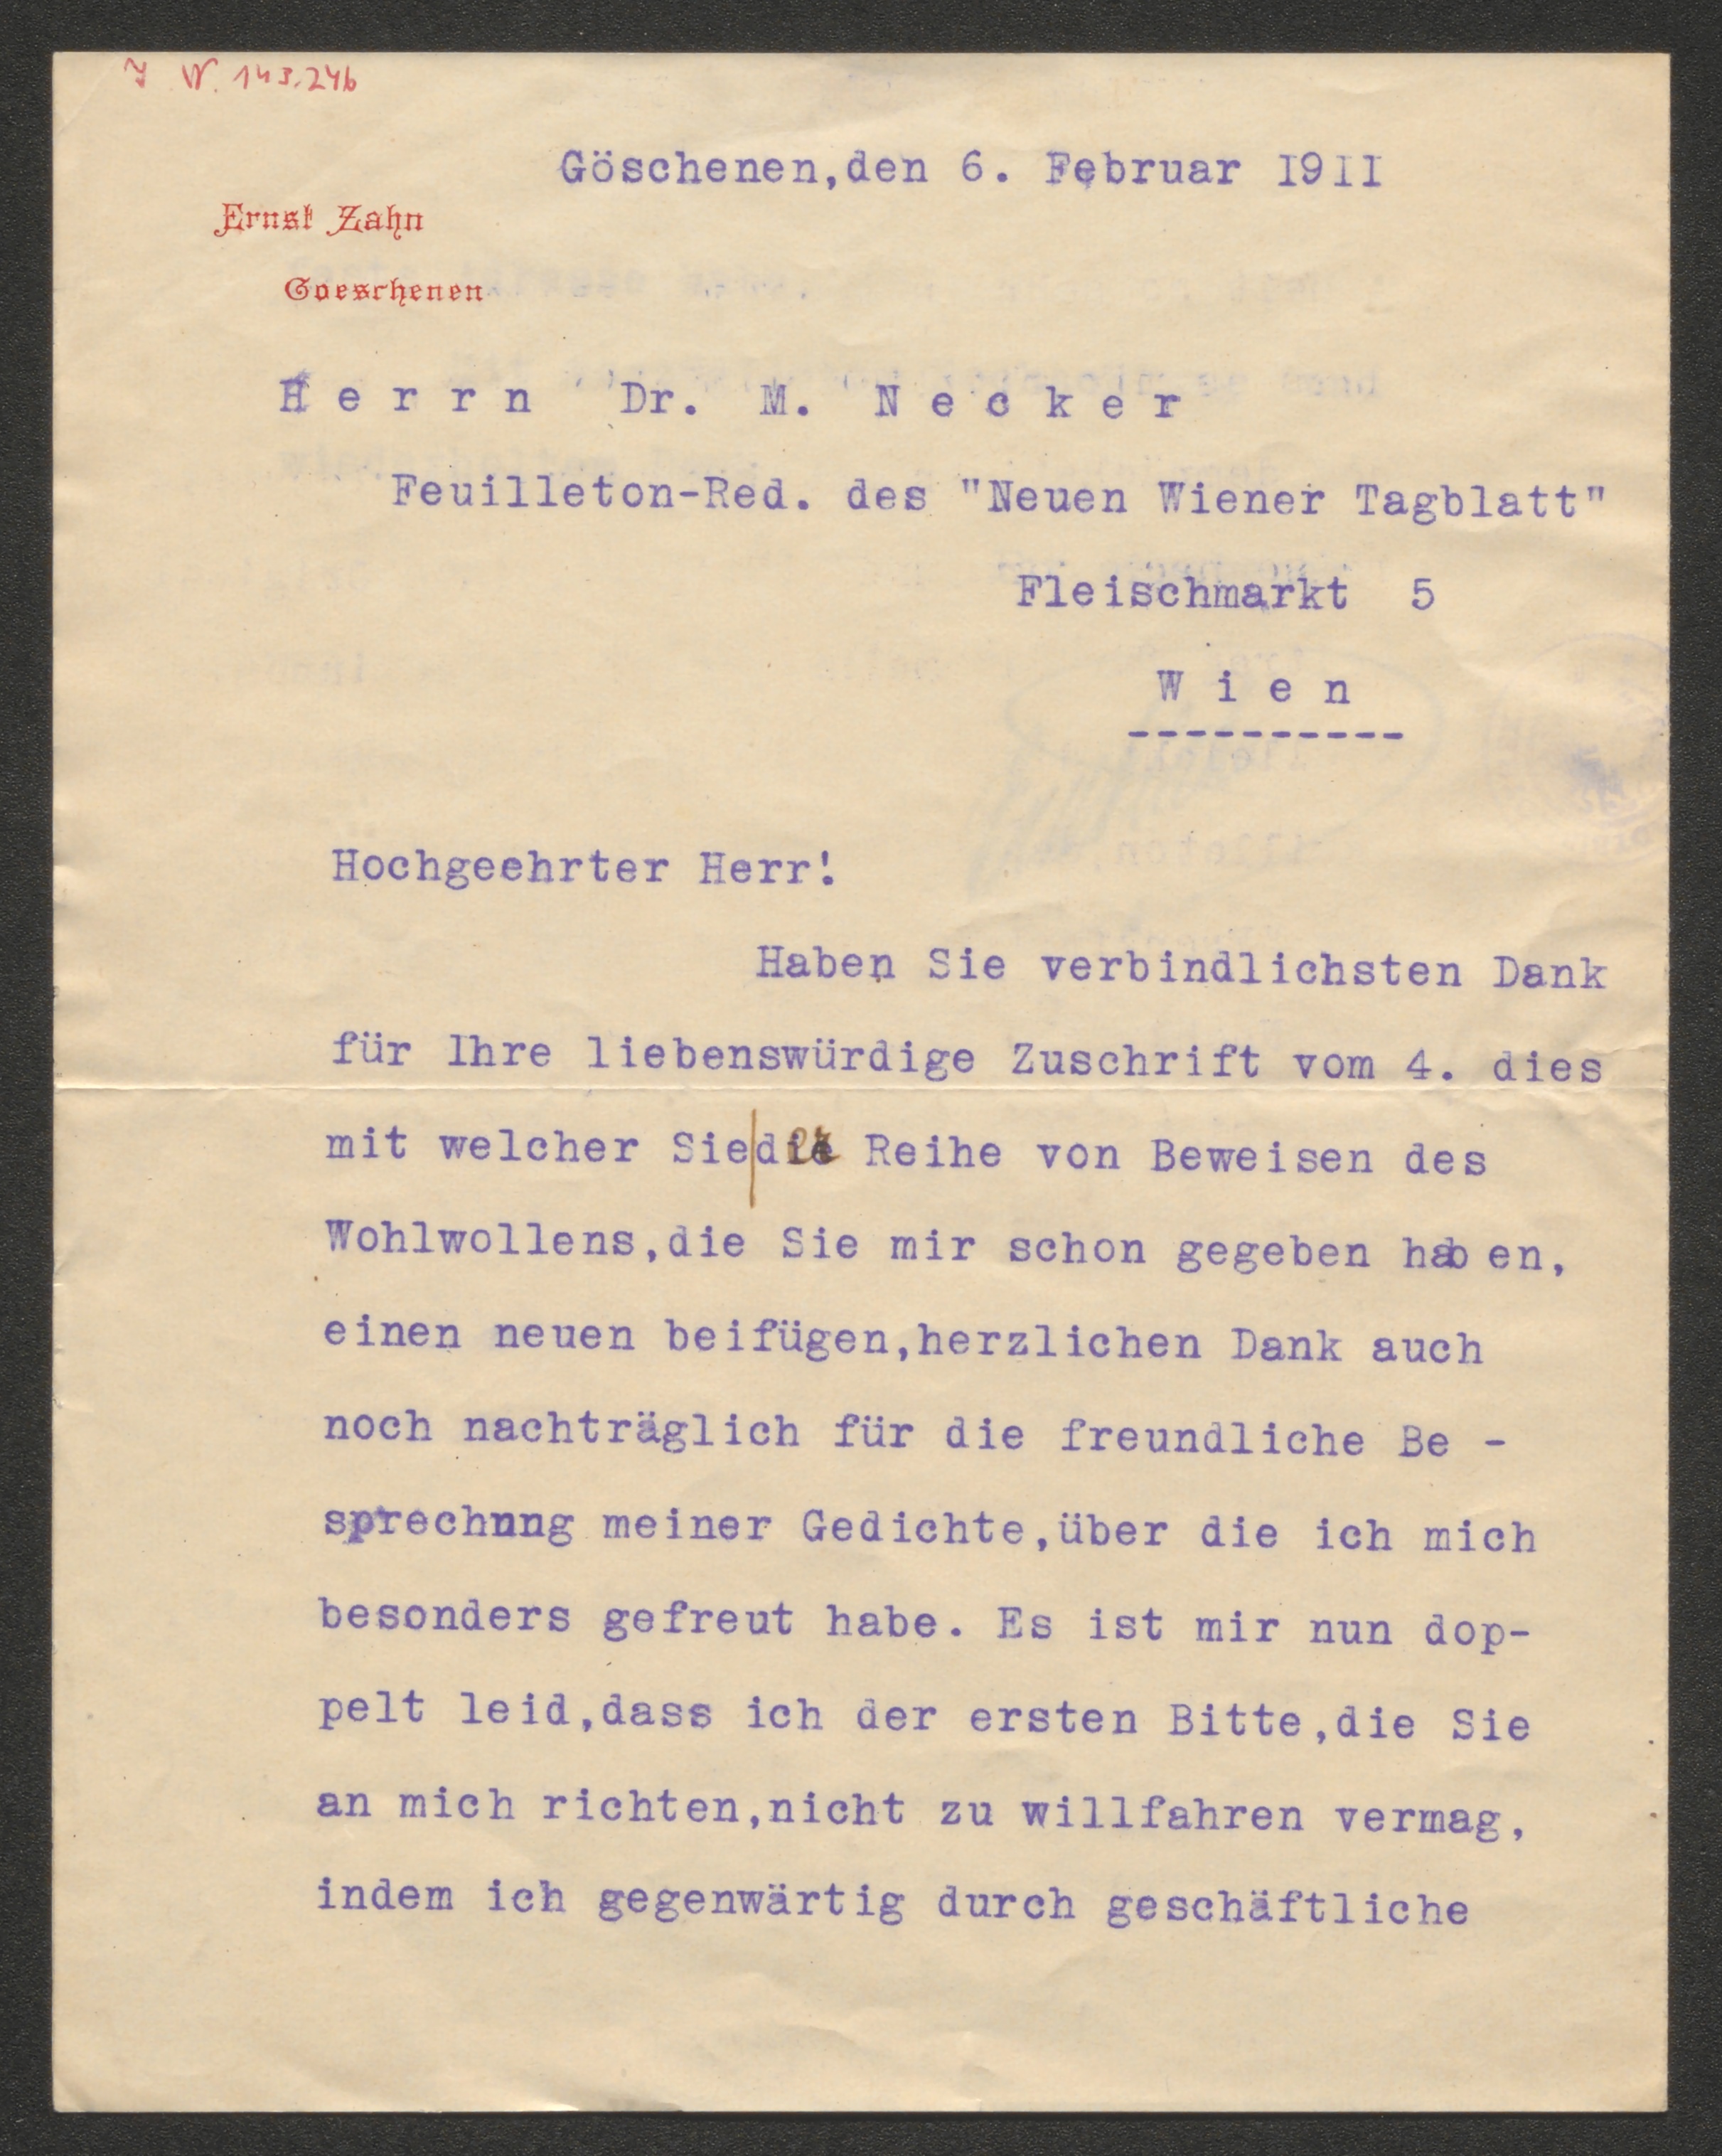 I N. 143.246
Göschenen,den 6. Februar I9II
Ernst Zahn
Goeschenen
Herrn Dr. M. Necker
Feuilleton-Red. des "Neuen Wiener Tagblatt"
Fleischmarkt 5
Wien
----------
Hochgeehrter Herr!
Haben Sie verbindlichsten Dank
für Ihre liebenswürdige Zuschrift vom 4. dies
mit welcher Sie|der Reihe von Beweisen des
Wohlwollens,die Sie mir schon gegeben haben,
einen neuen beifügen,herzlichen Dank auch
noch nachträglich für die freundliche Be -
sprechnng meiner Gedichte,über die ich mich
besonders gefreut habe. Es ist mir nun dop-
pelt leid,dass ich der ersten Bitte,die Sie
an mich richten,nicht zu willfahren vermag,
indem ich gegenwärtig durch geschäftliche